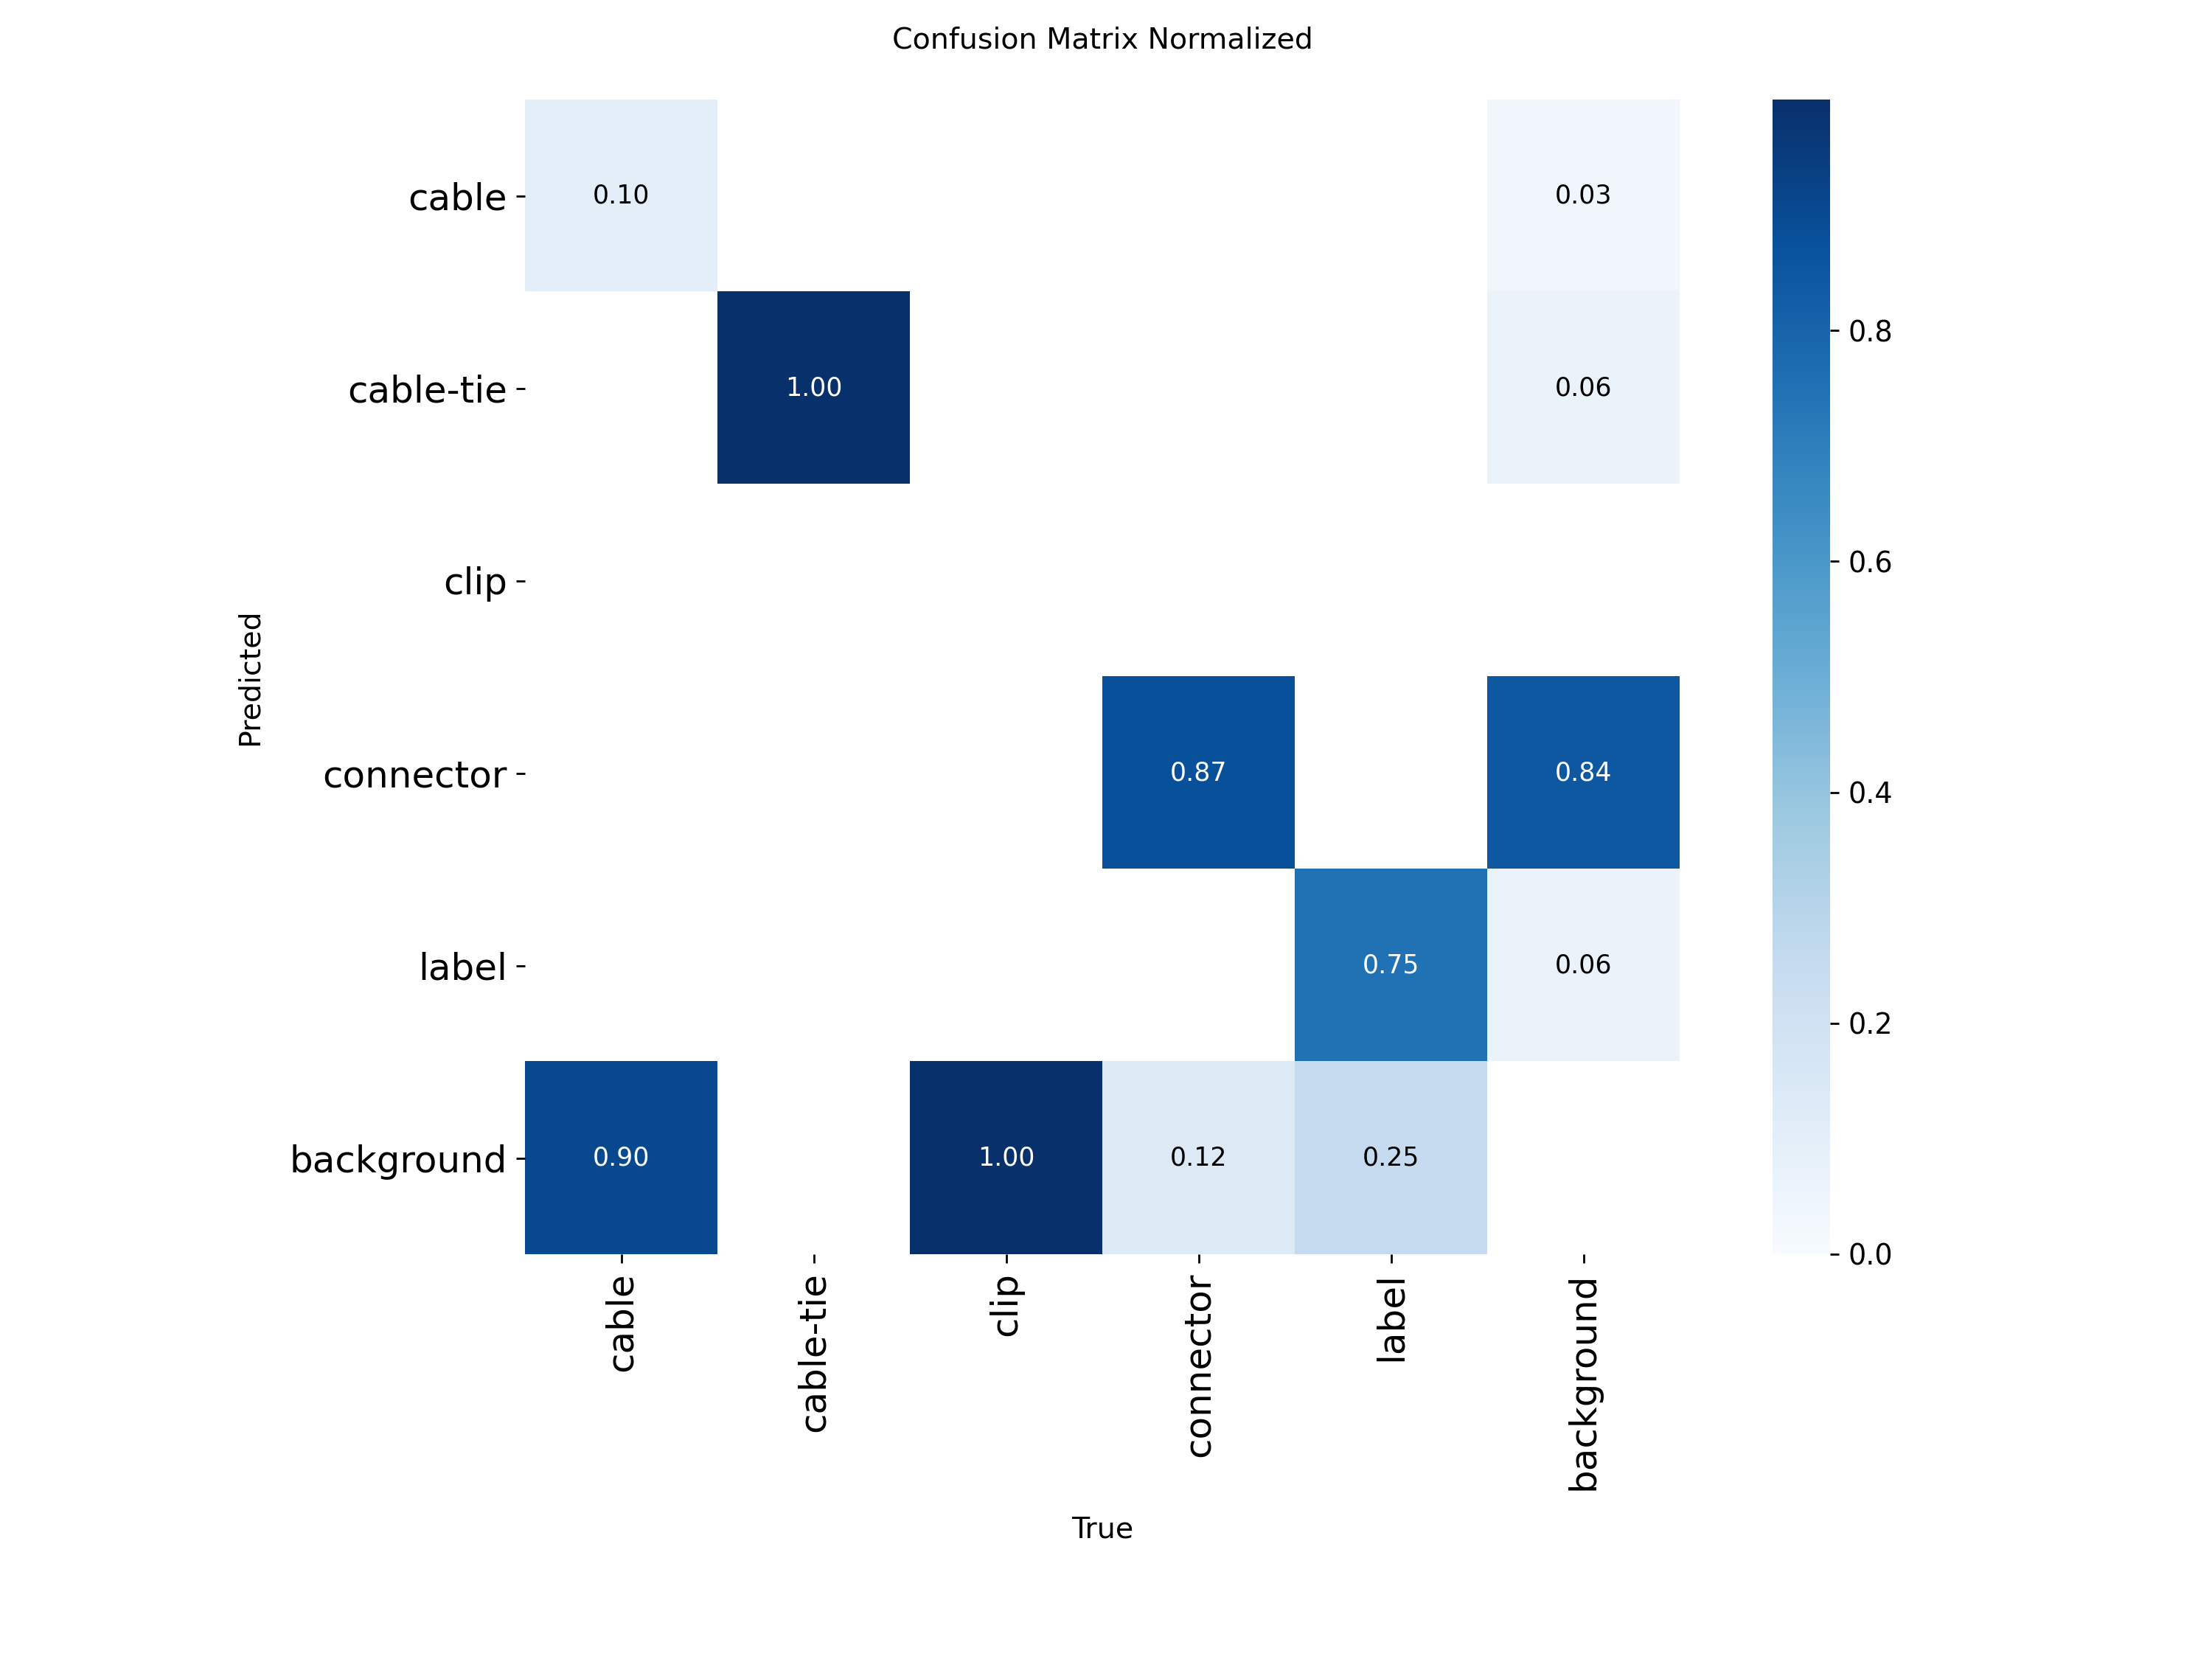 Confusion Matrix Normalized
cable
0.10
0.03
cable-tie
1.00
0.06
clip
connector
0.87
0.84
label
0.75
0.06
background
0.90
1.00
0.12
0.25
Predicted
cable
cable-tie
clip
connector
label
background
True
0.8
0.6
0.4
0.2
0.0